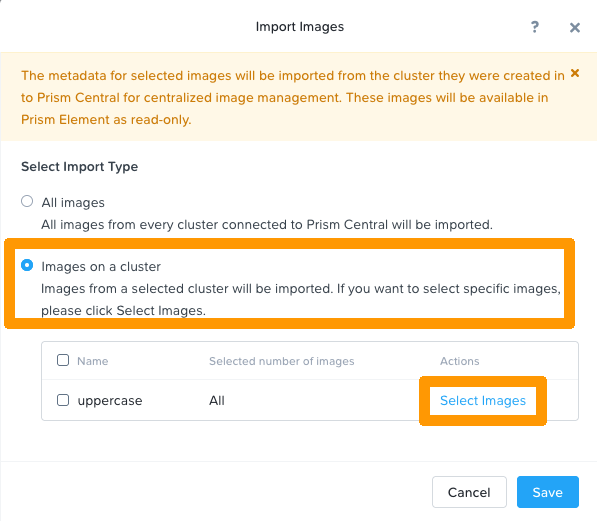 Import Images ? ×
The metadata for selected images will be imported from the cluster they were created in ×
to Prism Central for centralized image management. These images will be available in
Prism Element as read-only.
Select Import Type
All images
All images from every cluster connected to Prism Central will be imported.
Images on a cluster
Images from a selected cluster will be imported. If you want to select specific images,
please click Select Images.
Name Selected number of images Actions
uppercase All Select Images
Cancel Save